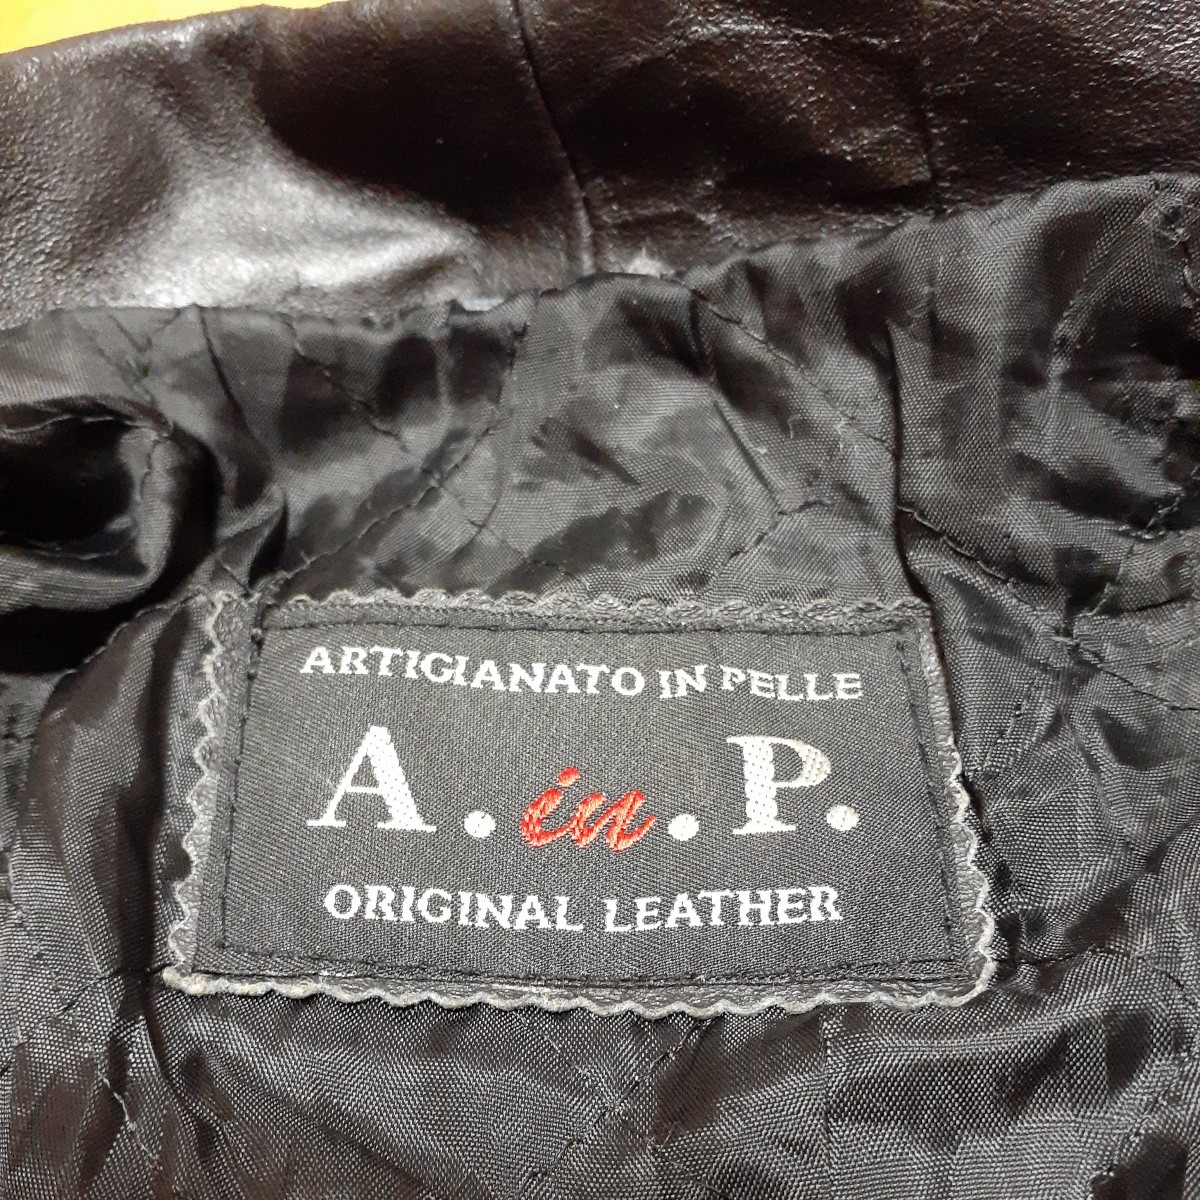 ARTIGIANATO IN PELLE
A.in.P.
ORIGINAL LEATHER